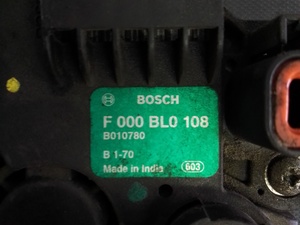 BOSCH
F 000 BL0 108
B010780
B 1-70
Made in India 603